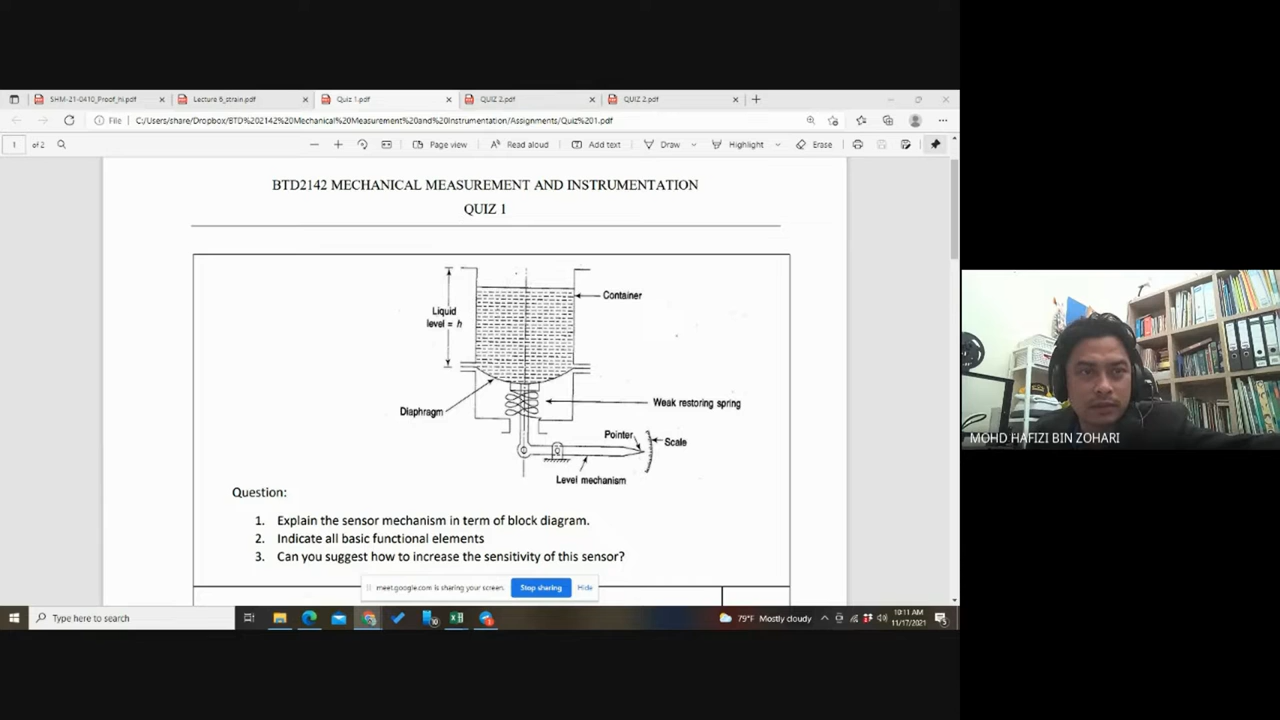 SHM-21-0410_Proof_hi.pdf
Lecture 6_strain.pdf
Quiz 1.pdf
QUIZ 2.pdf
QUIZ 2.pdf
File
C:/Users/share/Dropbox/BTD%202142%20Mechanical%20Measurement%20and%20Instrumentation/Assignments/Quiz%201.pdf
1 of 2
Page view
Read aloud
Add text
Draw
Highlight
Erase
BTD2142 MECHANICAL MEASUREMENT AND INSTRUMENTATION
QUIZ 1
Container
Liquid
level = h
Diaphragm
Weak restoring spring
Pointer
Scale
Level mechanism
Question:
1. Explain the sensor mechanism in term of block diagram.
2. Indicate all basic functional elements
3. Can you suggest how to increase the sensitivity of this sensor?
meet.google.com is sharing your screen.
Stop sharing
Hide
MOHD HAFIZI BIN ZOHARI
Type here to search
79°F Mostly cloudy
10:11 AM
11/17/2021